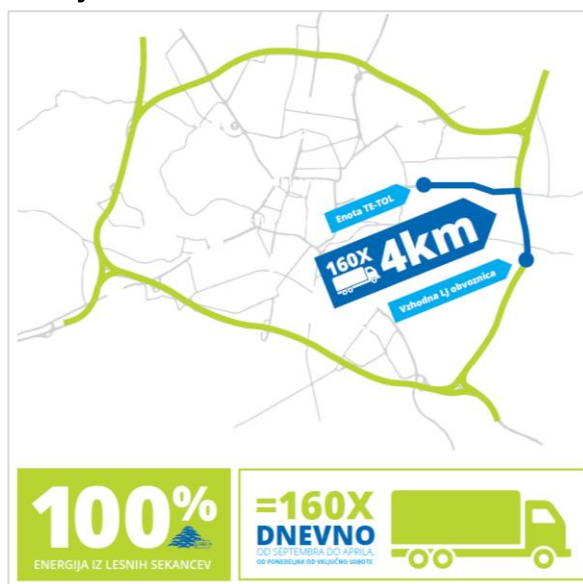 Enota TE-TOL
160X
4km
Vzhodna LJ obvoznica
100%
ENERGIJA IZ LESNIH SEKANCEV
=160X
DNEVNO
OD SEPTEMBRA DO APRILA,
OD PONEDELJKA DO VKLJUČNO SOBOTE